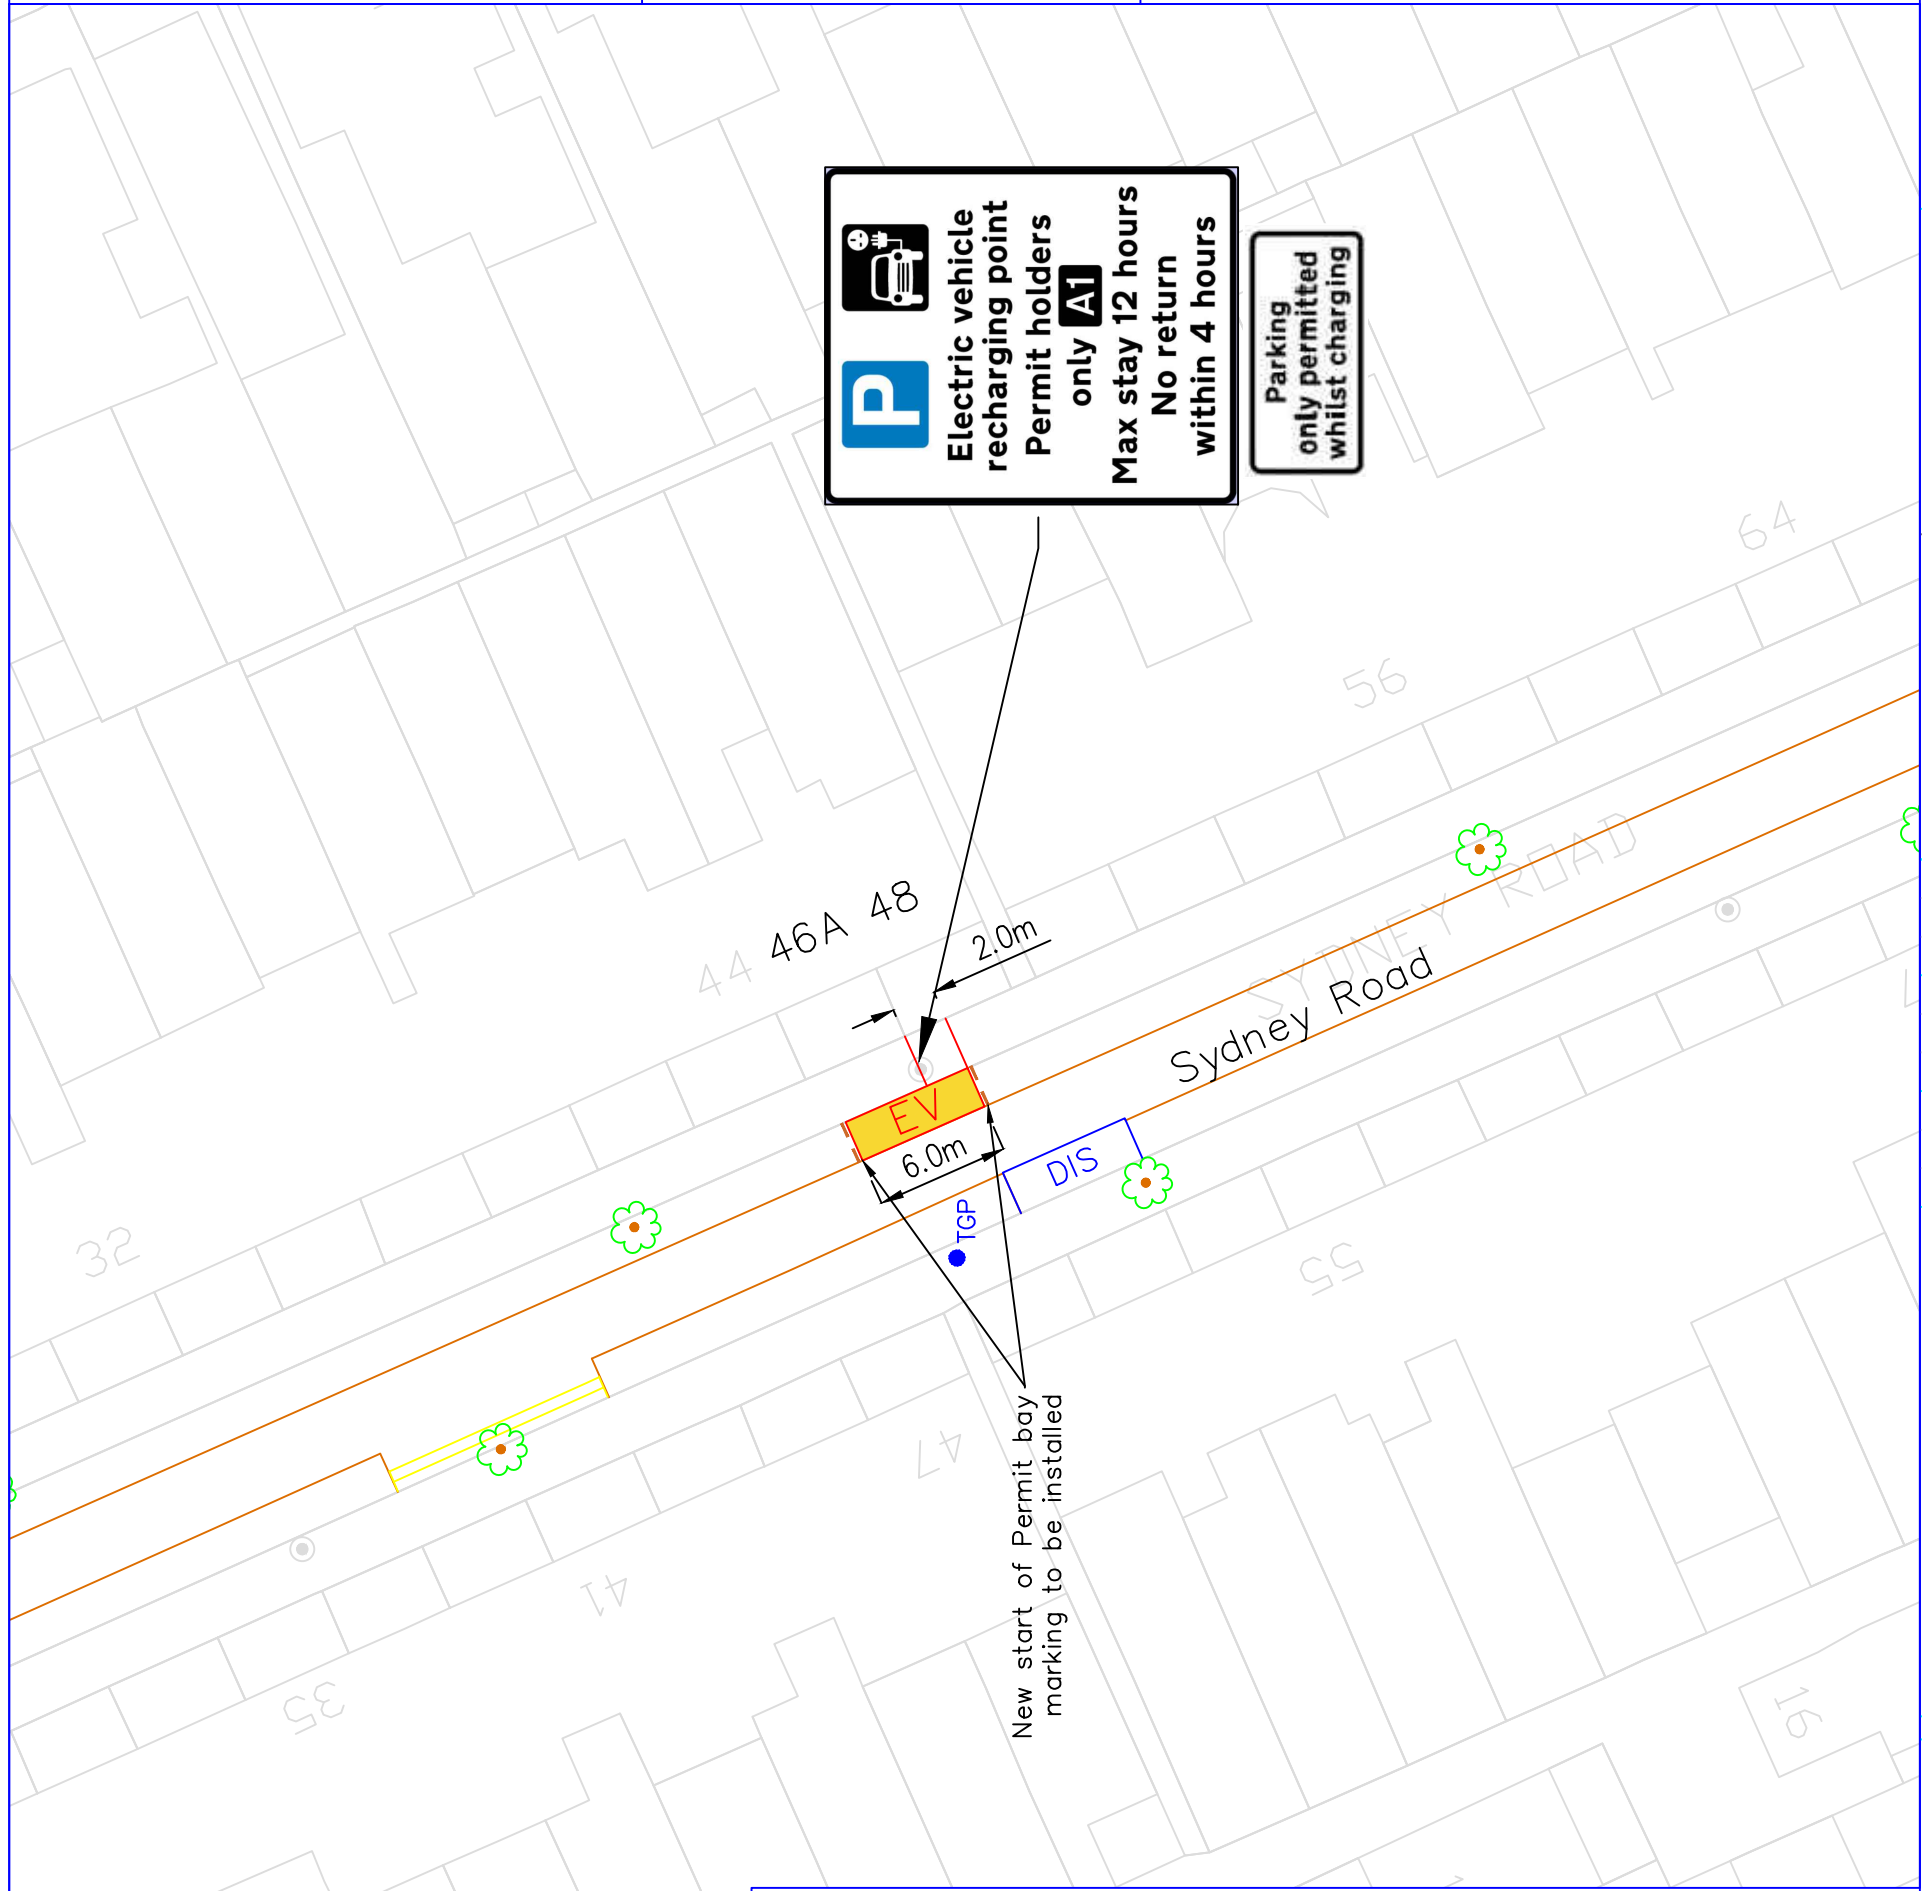 P
Electric vehicle
recharging point
Permit holders
only A1
Max stay 12 hours
No return
within 4 hours
Parking
only permitted
whilst charging
64
56
SYDNEY ROAD
44
46A 48
2.0m
Sydney Road
EV
6.0m
DIS
TGP
32
55
47
41
35
16
New start of Permit bay
marking to be installed